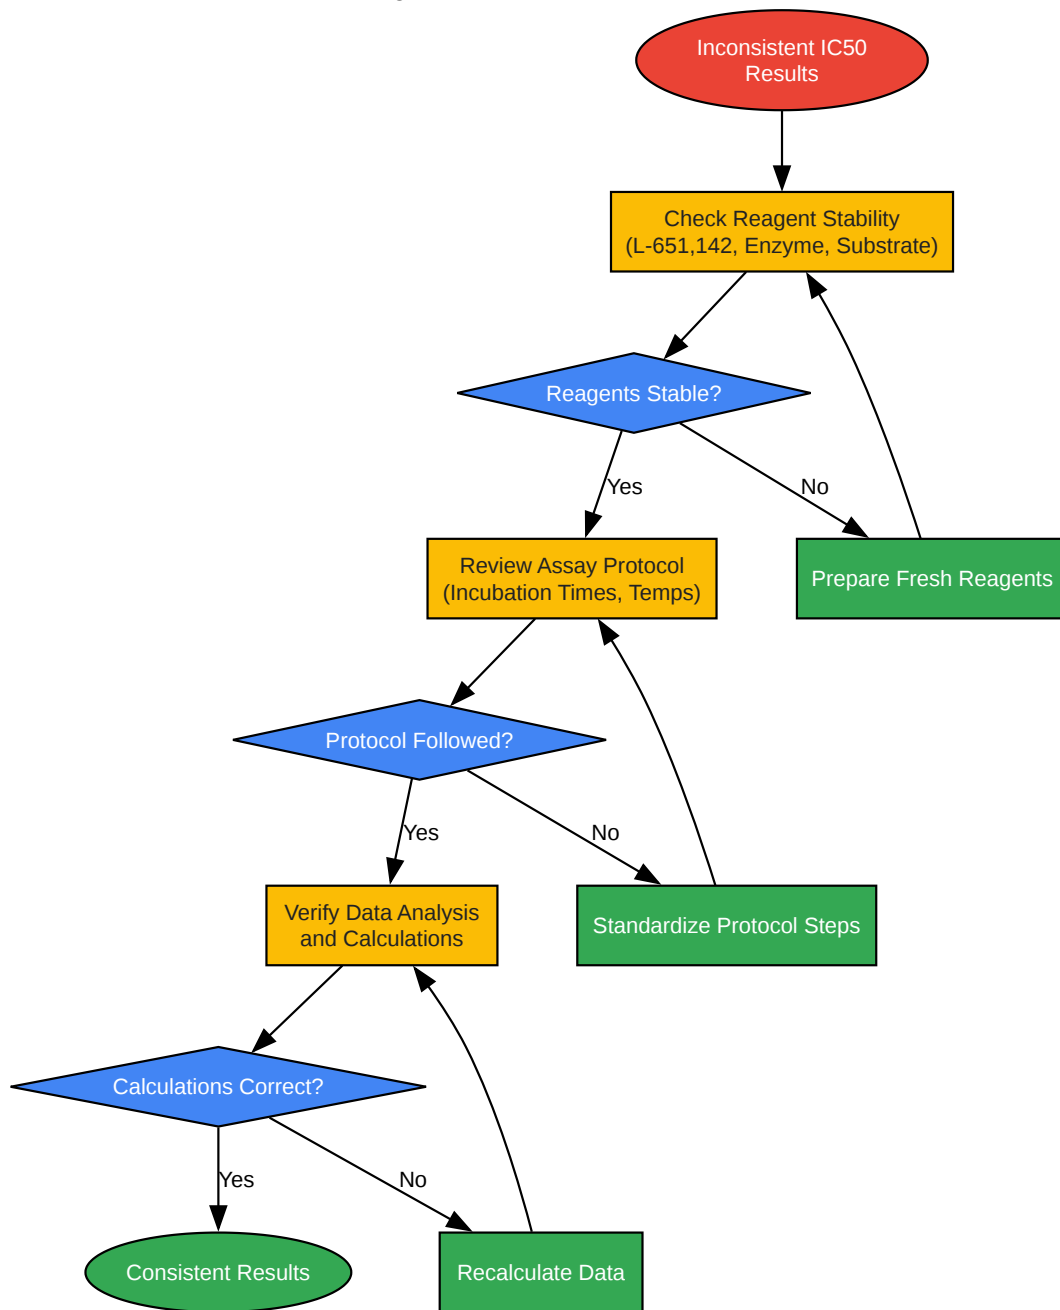 Inconsistent IC50
Results
Check Reagent Stability
(L-651,142, Enzyme, Substrate)
Reagents Stable?
Yes
No
Review Assay Protocol
(Incubation Times, Temps)
Prepare Fresh Reagents
Protocol Followed?
Yes
No
Verify Data Analysis
and Calculations
Standardize Protocol Steps
Calculations Correct?
Yes
No
Consistent Results
Recalculate Data